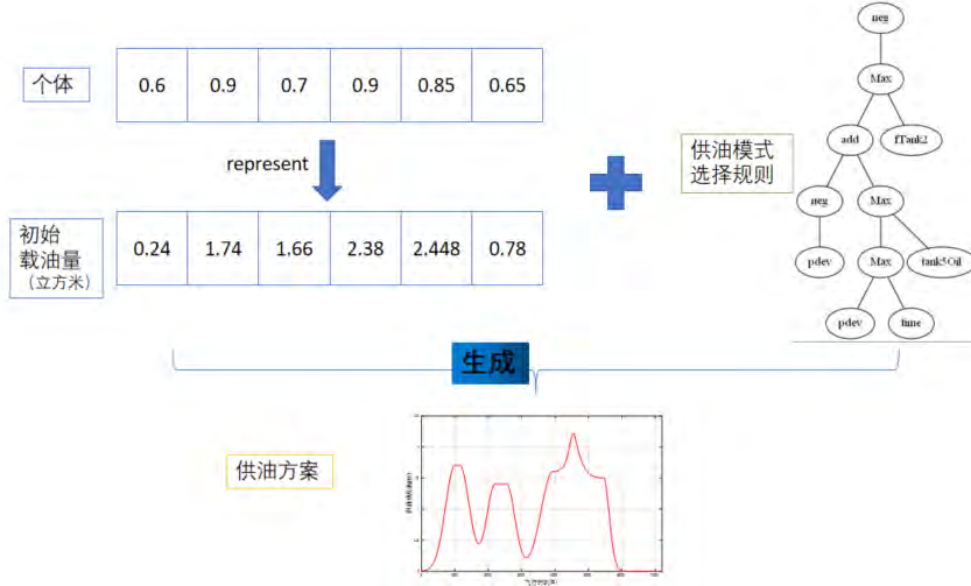 个体
0.6 0.9 0.7 0.9 0.85 0.65
represent
初始
载油量
(立方米)
0.24 1.74 1.66 2.38 2.448 0.78
供油模式
选择规则
neg
Max
add
fTank2
neg
Max
pdev
Max
tank5Oil
pdev
time
生成
供油方案